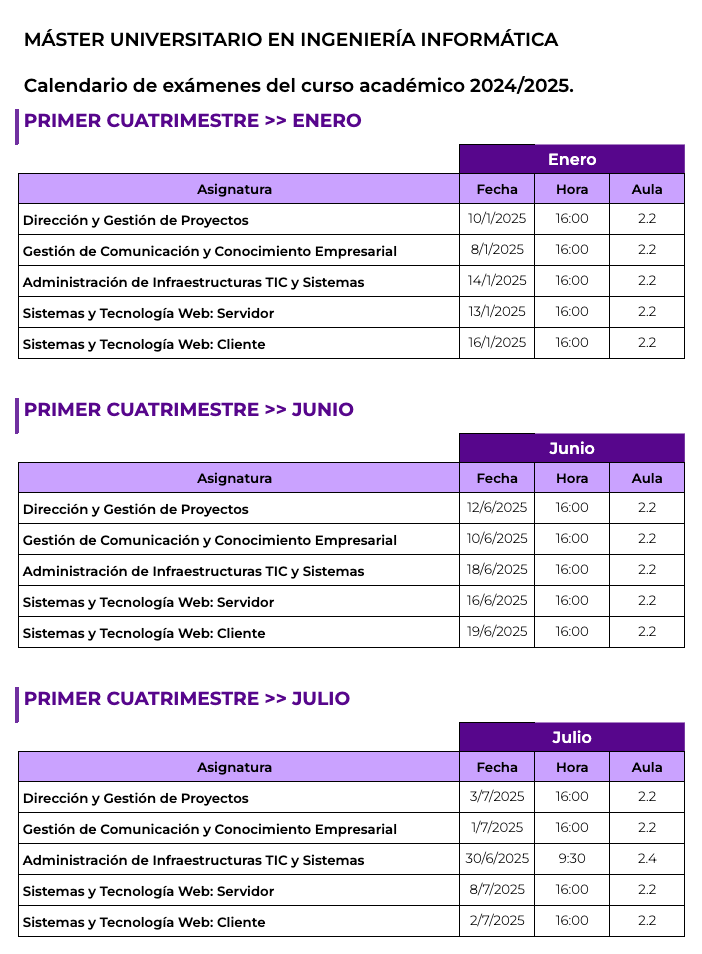 MÁSTER UNIVERSITARIO EN INGENIERÍA INFORMÁTICA
Calendario de exámenes del curso académico 2024/2025.
PRIMER CUATRIMESTRE >> ENERO
Enero
Asignatura Fecha Hora Aula
Dirección y Gestión de Proyectos 10/1/2025 16:00 2.2
Gestión de Comunicación y Conocimiento Empresarial 8/1/2025 16:00 2.2
Administración de Infraestructuras TIC y Sistemas 14/1/2025 16:00 2.2
Sistemas y Tecnología Web: Servidor 13/1/2025 16:00 2.2
Sistemas y Tecnología Web: Cliente 16/1/2025 16:00 2.2
PRIMER CUATRIMESTRE >> JUNIO
Junio
Asignatura Fecha Hora Aula
Dirección y Gestión de Proyectos 12/6/2025 16:00 2.2
Gestión de Comunicación y Conocimiento Empresarial 10/6/2025 16:00 2.2
Administración de Infraestructuras TIC y Sistemas 18/6/2025 16:00 2.2
Sistemas y Tecnología Web: Servidor 16/6/2025 16:00 2.2
Sistemas y Tecnología Web: Cliente 19/6/2025 16:00 2.2
PRIMER CUATRIMESTRE >> JULIO
Julio
Asignatura Fecha Hora Aula
Dirección y Gestión de Proyectos 3/7/2025 16:00 2.2
Gestión de Comunicación y Conocimiento Empresarial 1/7/2025 16:00 2.2
Administración de Infraestructuras TIC y Sistemas 30/6/2025 9:30 2.4
Sistemas y Tecnología Web: Servidor 8/7/2025 16:00 2.2
Sistemas y Tecnología Web: Cliente 2/7/2025 16:00 2.2